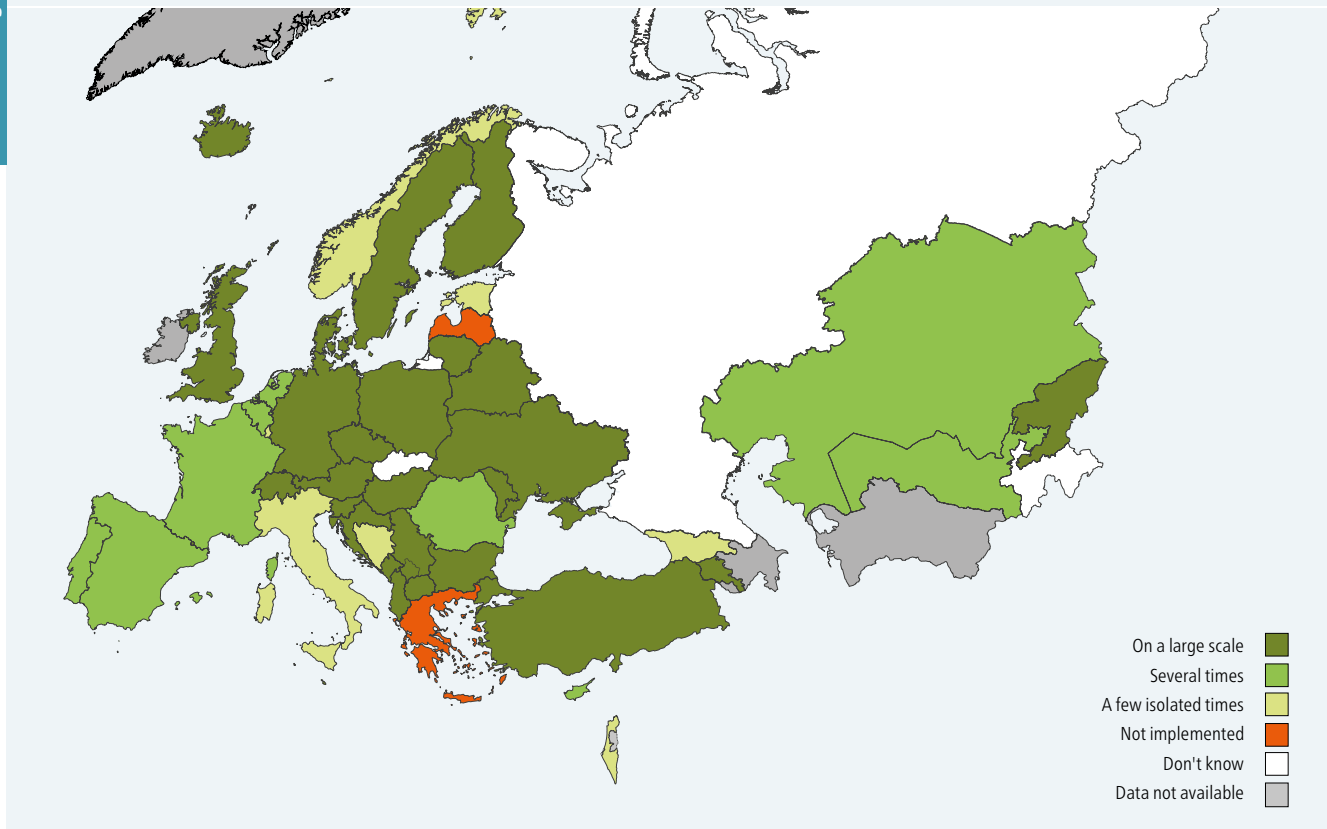 On a large scale
Several times
A few isolated times
Not implemented
Don't know
Data not available